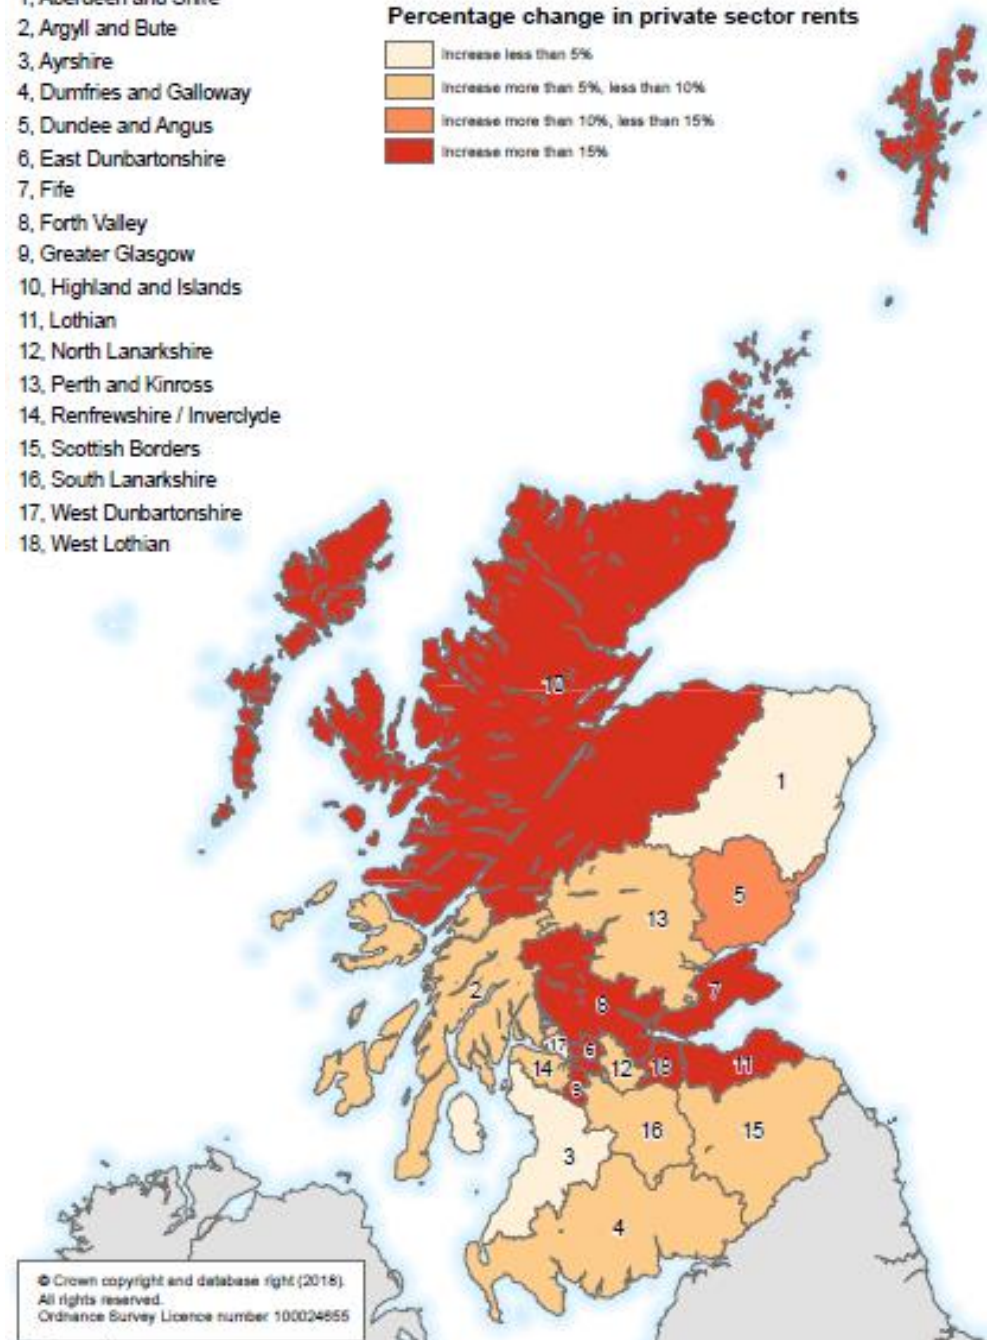 1, Aberdeen and Shire
2, Argyll and Bute
3, Ayrshire
4, Dumfries and Galloway
5, Dundee and Angus
6, East Dunbartonshire
7, Fife
8, Forth Valley
9, Greater Glasgow
10, Highland and Islands
11, Lothian
12, North Lanarkshire
13, Perth and Kinross
14, Renfrewshire / Inverclyde
15, Scottish Borders
16, South Lanarkshire
17, West Dunbartonshire
18, West Lothian
Percentage change in private sector rents
Increase less than 5%
Increase more than 5%, less than 10%
Increase more than 10%, less than 15%
Increase more than 15%
10
1
5
13
2
8
7
17
6
14
12
18
11
9
16
15
3
4
© Crown copyright and database right (2018).
All rights reserved.
Ordnance Survey Licence number 100024655